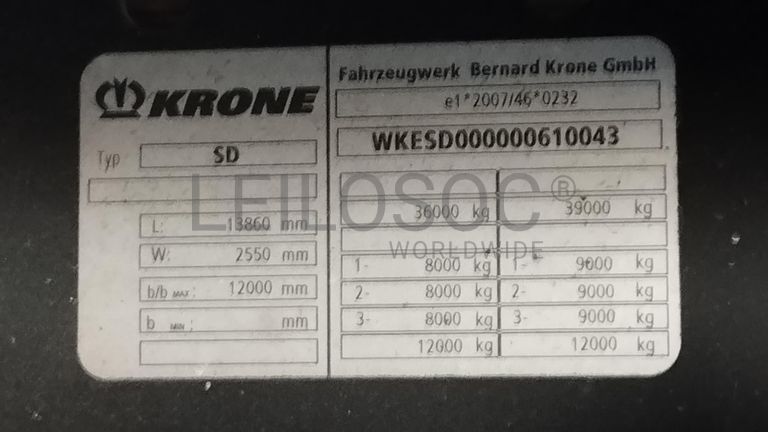 KRONE
Typ SD
L: 13860 mm
W: 2550 mm
b/b MAX: 12000 mm
b MIN: mm
Fahrzeugwerk Bernard Krone GmbH
e1*2007/46*0232
WKESD000000610043
36000 kg 39000 kg
1- 8000 kg 1- 9000 kg
2- 8000 kg 2- 9000 kg
3- 8000 kg 3- 9000 kg
12000 kg 12000 kg
LEILOSOC®
WORLDWIDE